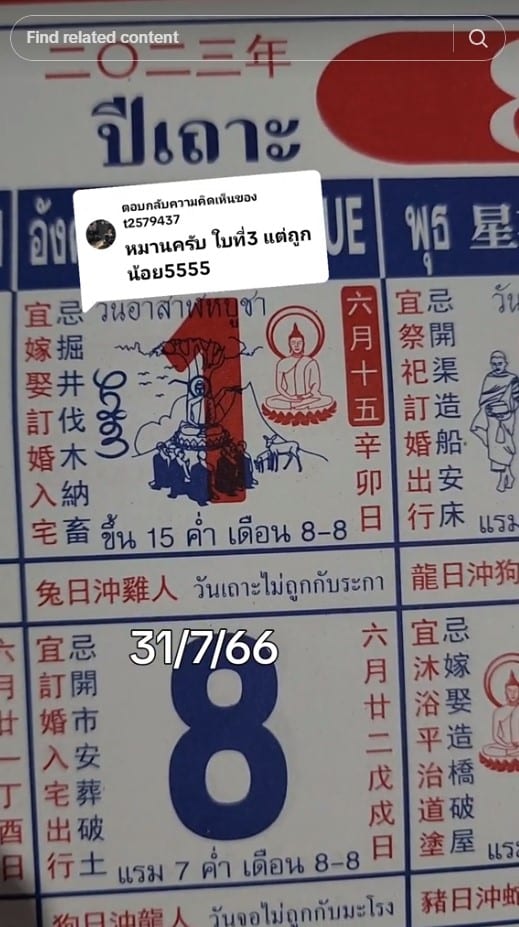 Find related content
二〇二三年
8
ปีเถาะ
ตอบกลับความคิดเห็นของ
t2579437
หมานครับ ใบที่3 แต่ถูก
น้อย5555
อัง
UE
พุธ 星
宜嫁娶訂婚入宅
忌掘井伐木納畜
วันอาสาฬหบูชา
1
六月十五
辛卯日
ขึ้น 15 ค่ำ เดือน 8-8
宜祭祀訂婚出行
忌開渠造船安床
วัน
แรม
兔日沖雞人 วันเถาะไม่ถูกกับระกา
龍日沖狗
六月廿一丁酉日
31/7/66
宜訂婚入宅出行
忌開市安葬破土
8
六月廿二戊戌日
แรม 7 ค่ำ เดือน 8-8
宜沐浴平治道塗
忌嫁娶造橋破屋
แร
狗日沖龍人 วันจอไม่ถูกกับมะโรง
豬日沖蛇